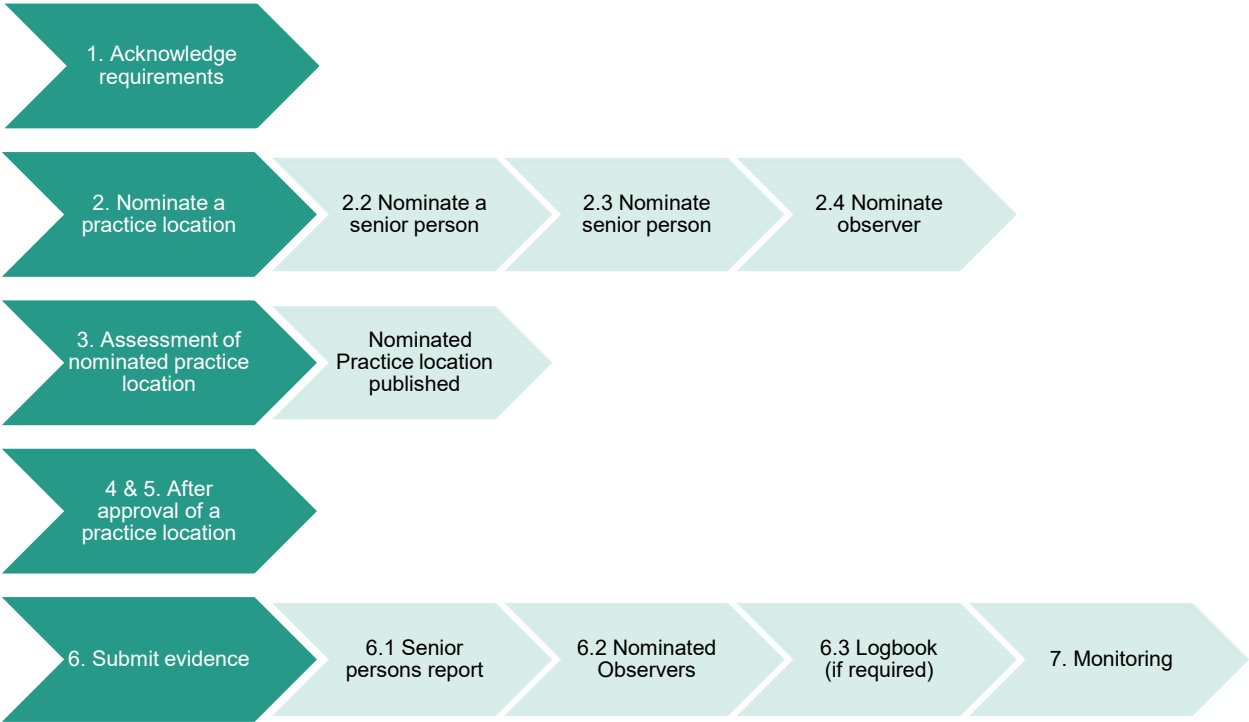 1. Acknowledge
requirements
2. Nominate a
practice location
2.2 Nominate a
senior person
2.3 Nominate
senior person
2.4 Nominate
observer
3. Assessment of
nominated practice
location
Nominated
Practice location
published
4 & 5. After
approval of a
practice location
6. Submit evidence
6.1 Senior
persons report
6.2 Nominated
Observers
6.3 Logbook
(if required)
7. Monitoring